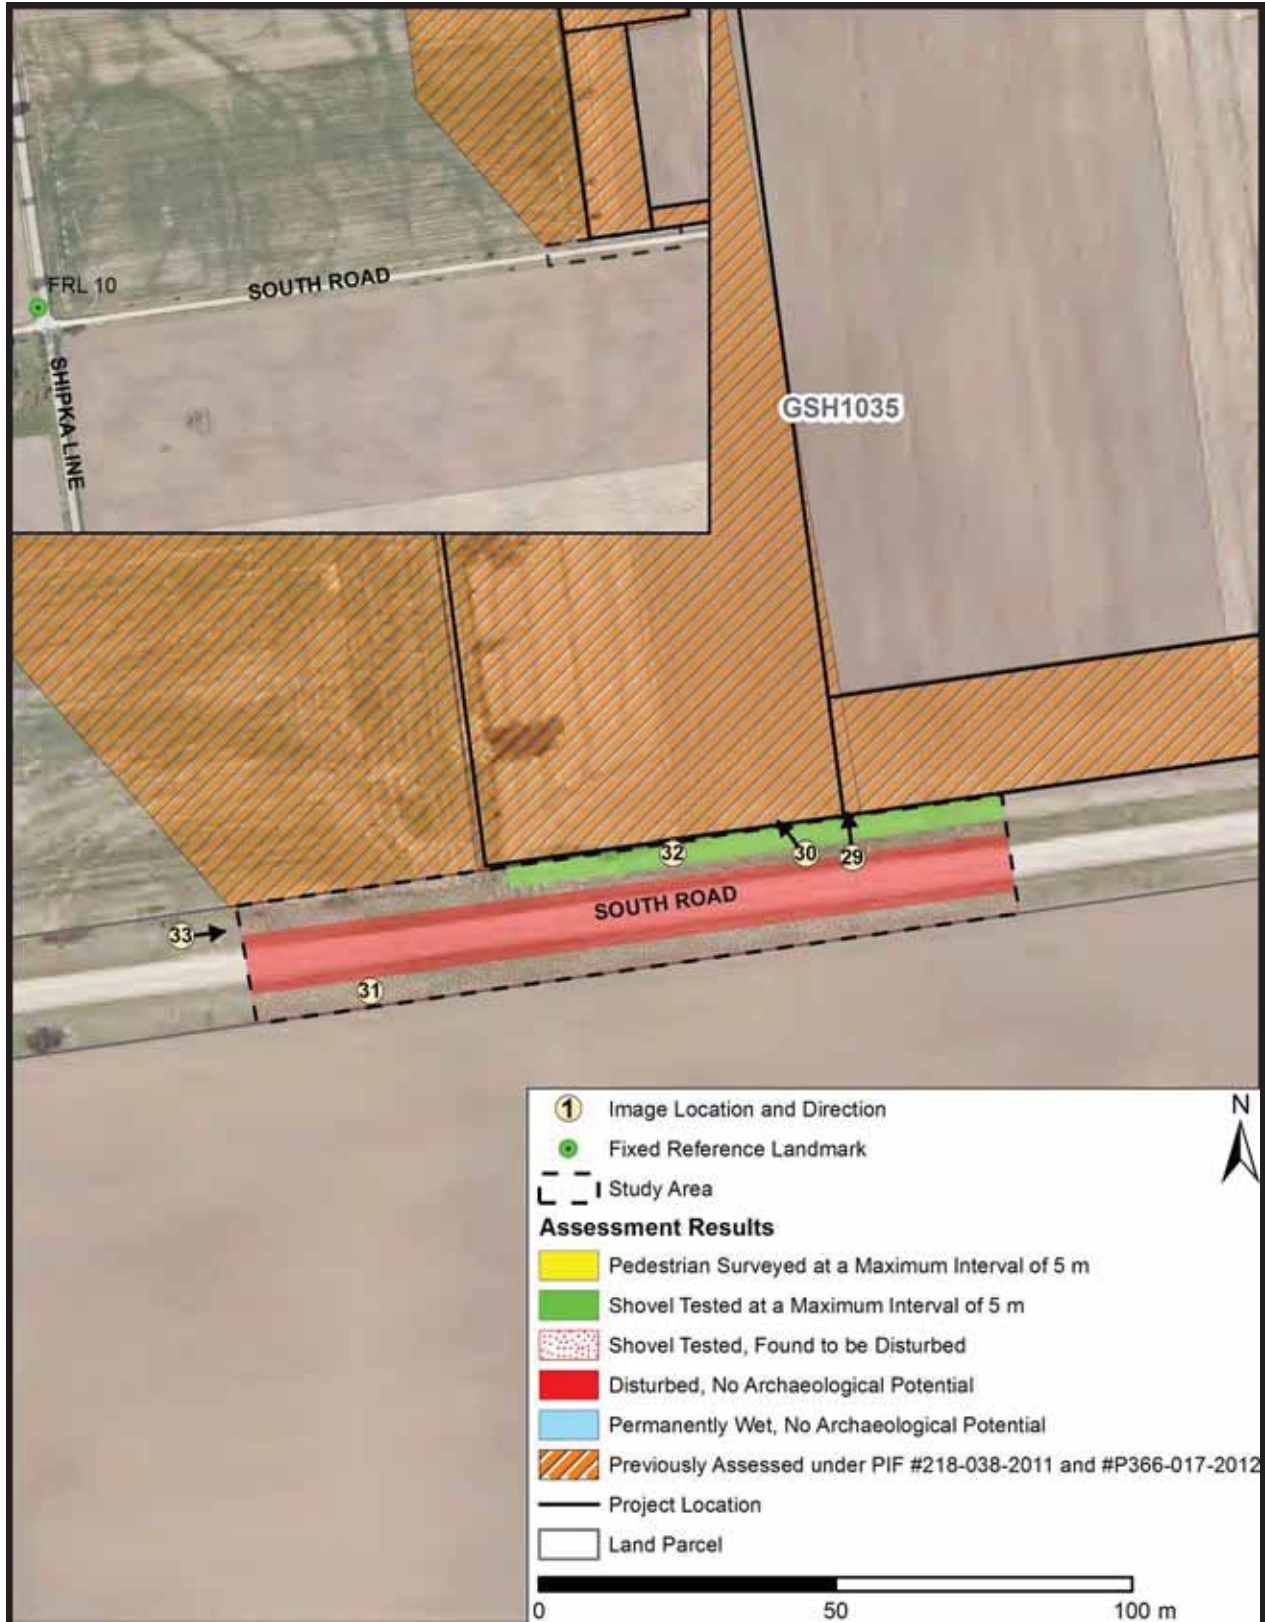 FRL 10
SOUTH ROAD
SHIPKA LINE
GSH1035
32
30
29
SOUTH ROAD
33
31
1 Image Location and Direction
N
Fixed Reference Landmark
Study Area
Assessment Results
Pedestrian Surveyed at a Maximum Interval of 5 m
Shovel Tested at a Maximum Interval of 5 m
Shovel Tested, Found to be Disturbed
Disturbed, No Archaeological Potential
Permanently Wet, No Archaeological Potential
Previously Assessed under PIF #218-038-2011 and #P366-017-2012
Project Location
Land Parcel
0 50 100 m